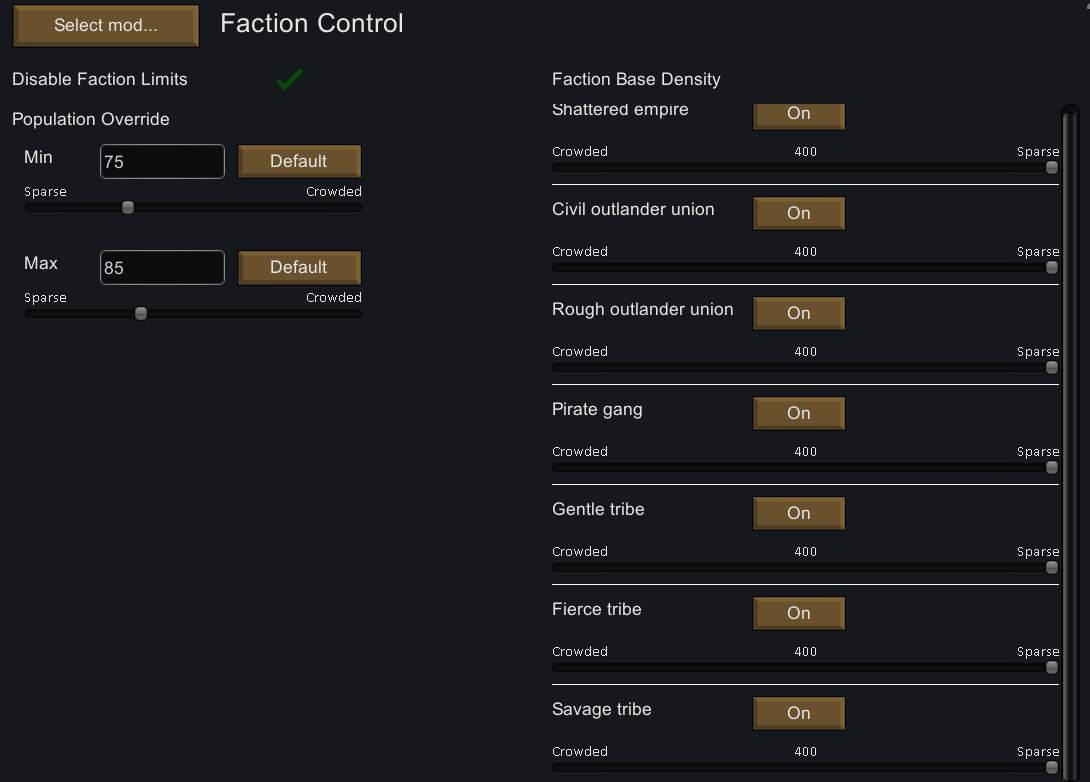 Select mod...
Faction Control
Disable Faction Limits
Population Override
Min
75
Default
Sparse
Crowded
Max
85
Default
Sparse
Crowded
Faction Base Density
Shattered empire
On
Crowded
400
Sparse
Civil outlander union
On
Crowded
400
Sparse
Rough outlander union
On
Crowded
400
Sparse
Pirate gang
On
Crowded
400
Sparse
Gentle tribe
On
Crowded
400
Sparse
Fierce tribe
On
Crowded
400
Sparse
Savage tribe
On
Crowded
400
Sparse